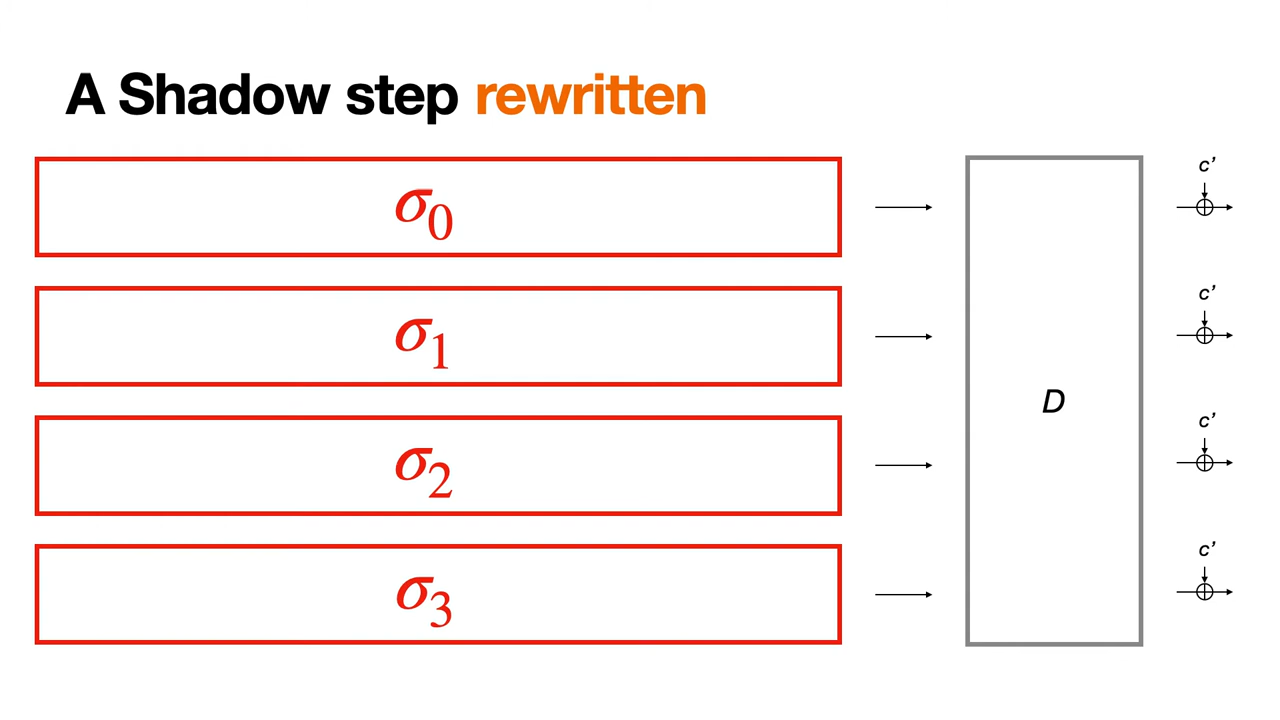 A Shadow step rewritten
σ₀
c’
σ₁
c’
D
σ₂
c’
σ₃
c’